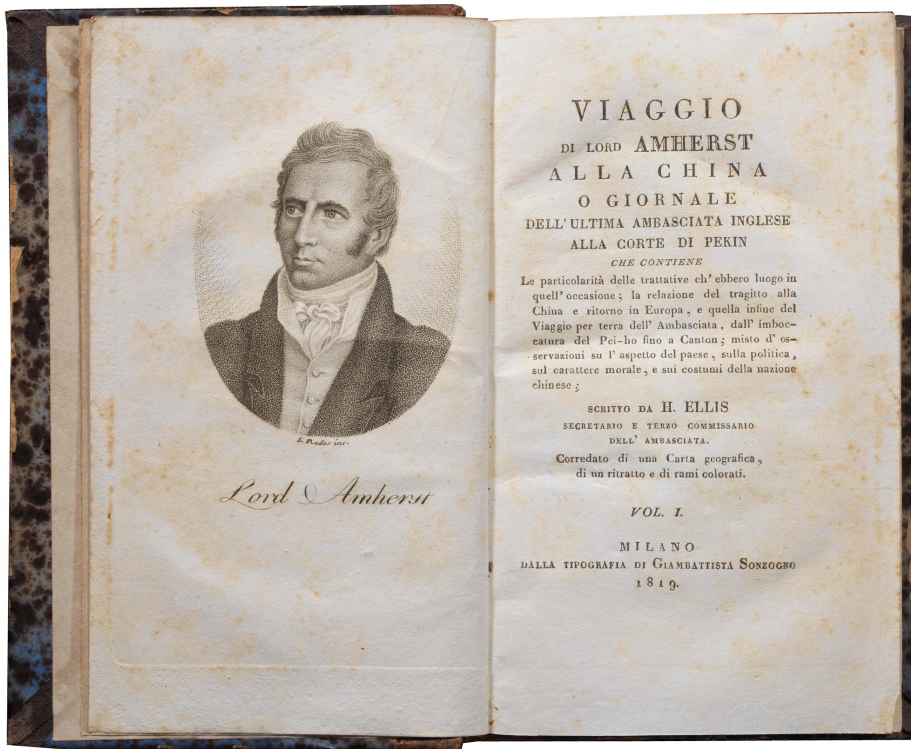 L. Rados inc.
Lord Amherst
VIAGGIO
DI LORD AMHERST
ALLA CHINA
O GIORNALE
DELL'ULTIMA AMBASCIATA INGLESE
ALLA CORTE DI PEKIN
CHE CONTIENE
Le particolarità delle trattative ch' ebbero luogo in
quell' occasione; la relazione del tragitto alla
China e ritorno in Europa, e quella infine del
Viaggio per terra dell' Ambasciata, dall' imboc-
catura del Pei-ho fino a Canton; misto d' os-
servazioni su l' aspetto del paese, sulla politica,
sul carattere morale, e sui costumi della nazione
chinese;
SCRITTO DA H. ELLIS
SECRETARIO E TERZO COMMISSARIO
DELL' AMBASCIATA.
Corredato di una Carta geografica,
di un ritratto e di rami colorati.
VOL. I.
MILANO
DALLA TIPOGRAFIA DI GIAMBATTISTA SONZOGNO
1819.